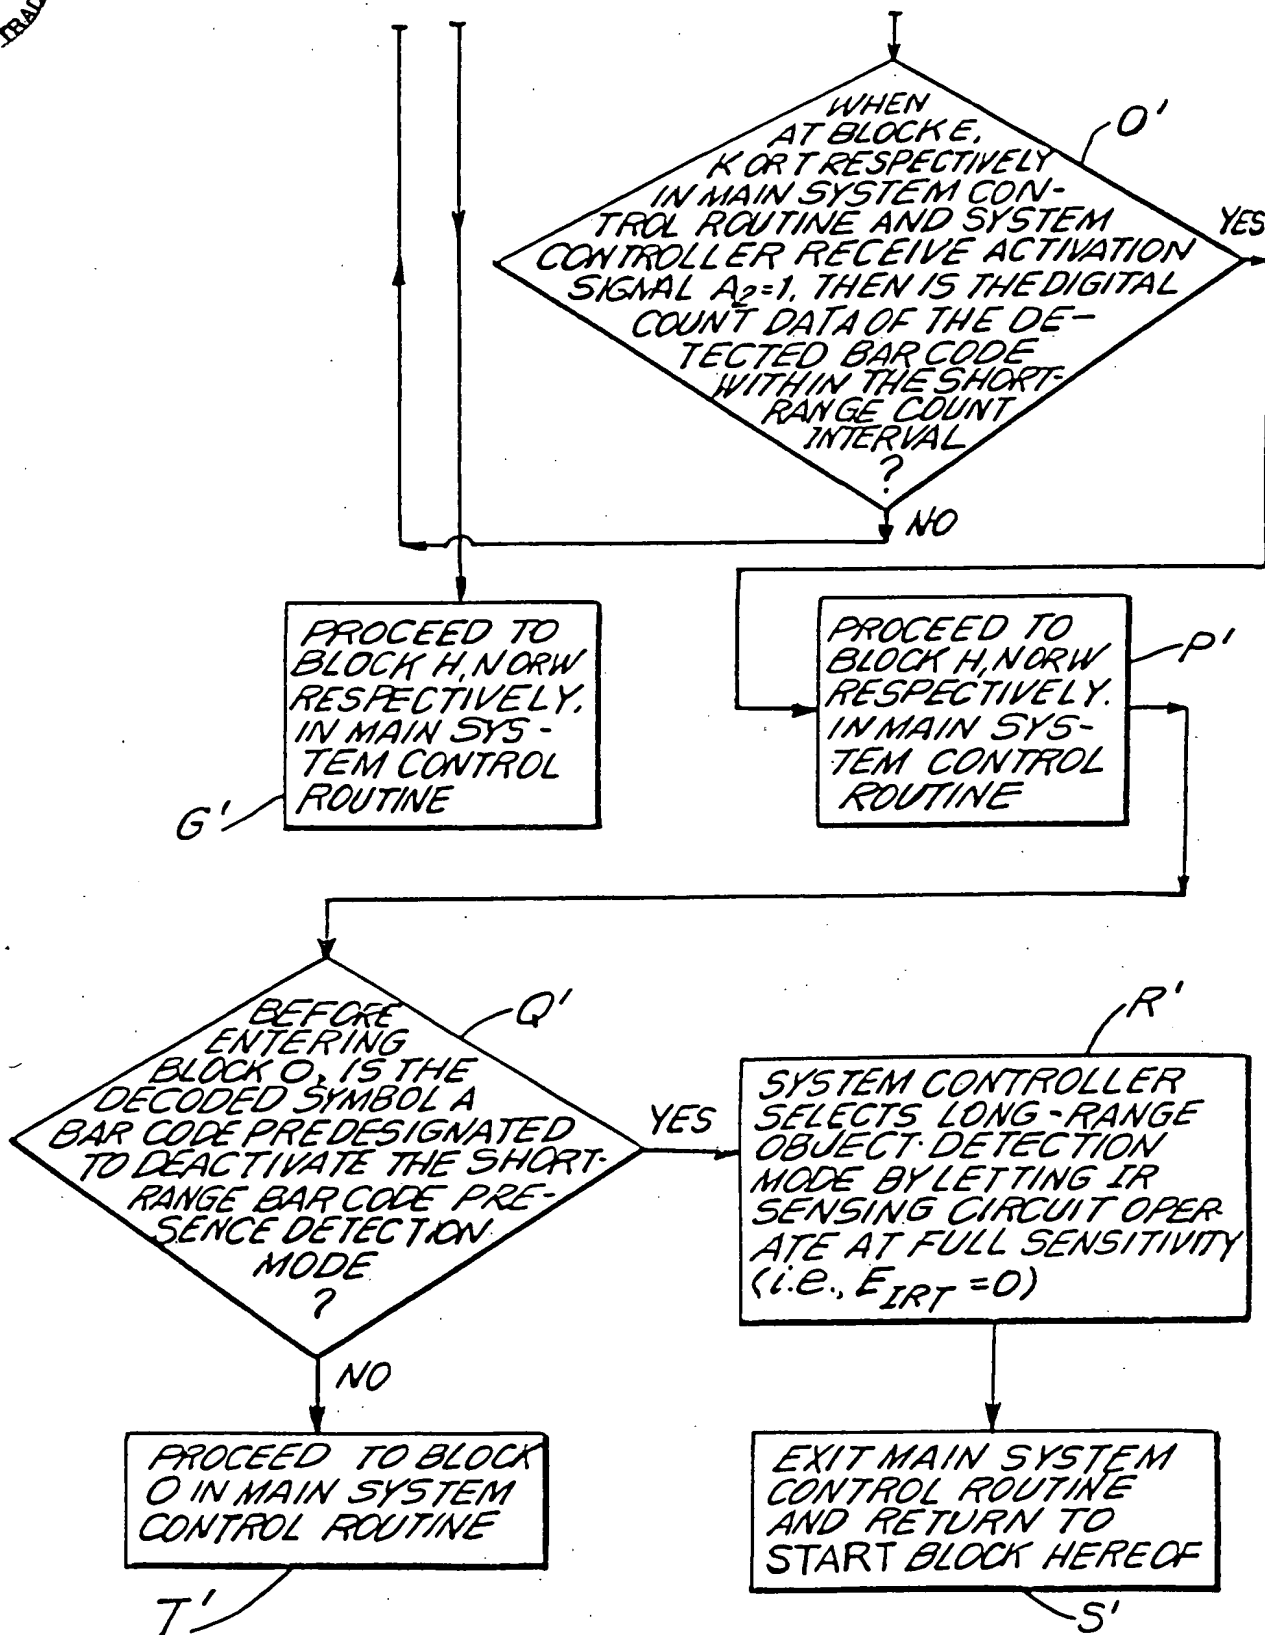 TRAD
WHEN
AT BLOCK E,
K OR T RESPECTIVELY
IN MAIN SYSTEM CON-
TROL ROUTINE AND SYSTEM
CONTROLLER RECEIVE ACTIVATION
SIGNAL A2=1, THEN IS THE DIGITAL
COUNT DATA OF THE DE-
TECTED BAR CODE
WITHIN THE SHORT-
RANGE COUNT
INTERVAL
?
O'
YES
NO
PROCEED TO
BLOCK H, N OR W
RESPECTIVELY,
IN MAIN SYS-
TEM CONTROL
ROUTINE
G'
PROCEED TO
BLOCK H, N OR W
RESPECTIVELY.
IN MAIN SYS-
TEM CONTROL
ROUTINE
P'
BEFORE
ENTERING
BLOCK O, IS THE
DECODED SYMBOL A
BAR CODE PREDESIGNATED
TO DEACTIVATE THE SHORT-
RANGE BAR CODE PRE-
SENCE DETECTION
MODE
?
Q'
YES
NO
R'
SYSTEM CONTROLLER
SELECTS LONG-RANGE
OBJECT-DETECTION
MODE BY LETTING IR
SENSING CIRCUIT OPER-
ATE AT FULL SENSITIVITY
(i.e., EIRT =0)
PROCEED TO BLOCK
O IN MAIN SYSTEM
CONTROL ROUTINE
T'
EXIT MAIN SYSTEM
CONTROL ROUTINE
AND RETURN TO
START BLOCK HEREOF
S'